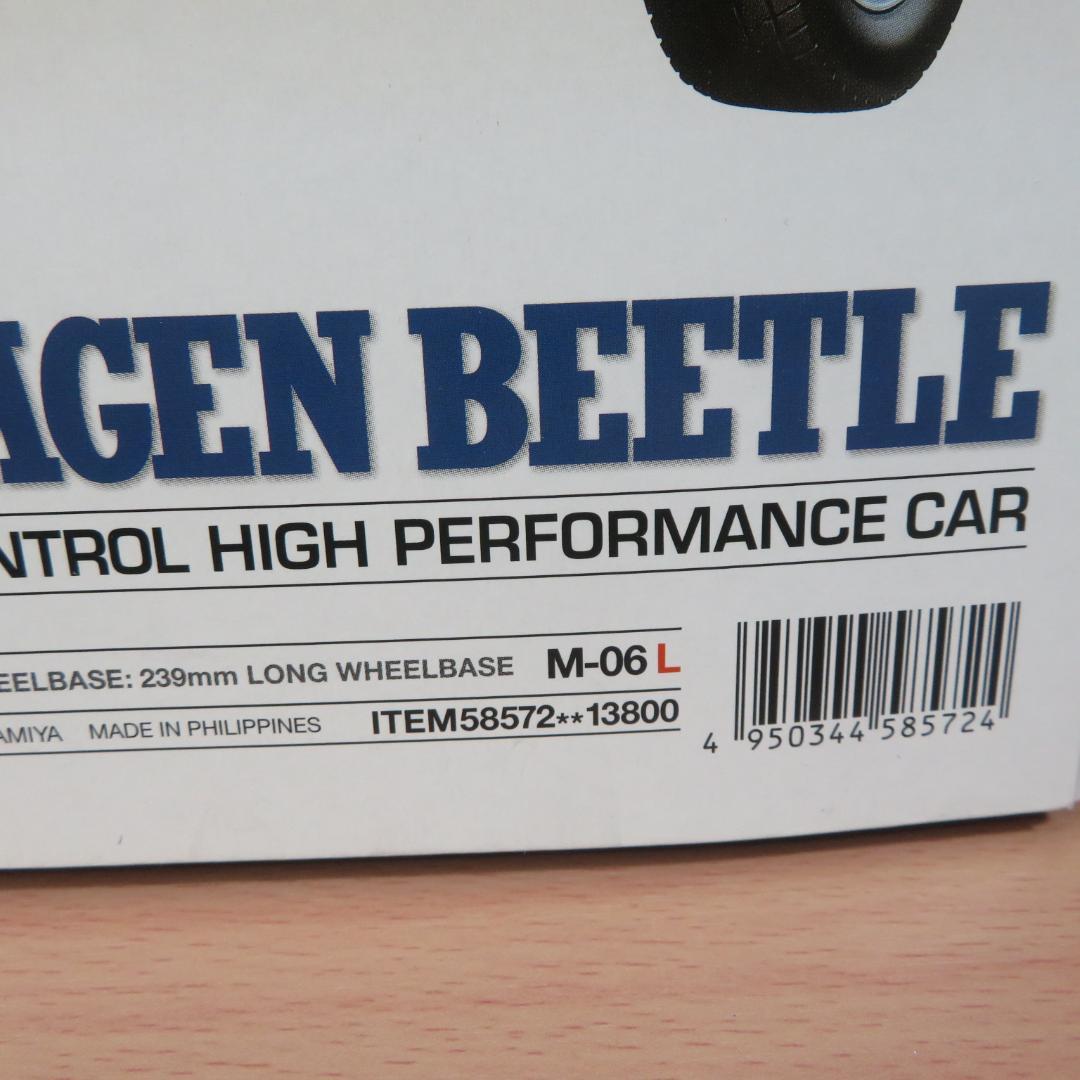 AGEN BEETLE
NTROL HIGH PERFORMANCE CAR
EELBASE: 239mm LONG WHEELBASE M-06 L
AMIYA MADE IN PHILIPPINES ITEM58572**13800
4 950344 585724